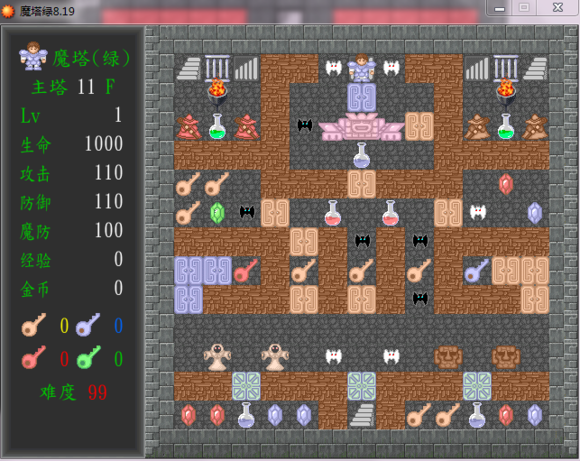 魔塔绿8.19
魔塔(绿)
主塔 11 F
Lv 1
生命 1000
攻击 110
防御 110
魔防 100
经验 0
金币 0
0 0
0 0
难度 99